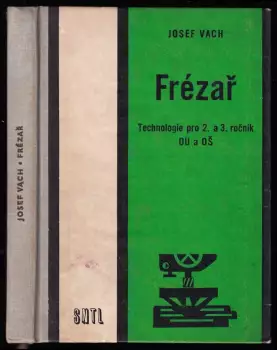 JOSEF VACH
Frézař
Technologie pro 2. a 3. ročník
OU a OŠ
SNTL
JOSEF VACH • FRÉZAŘ